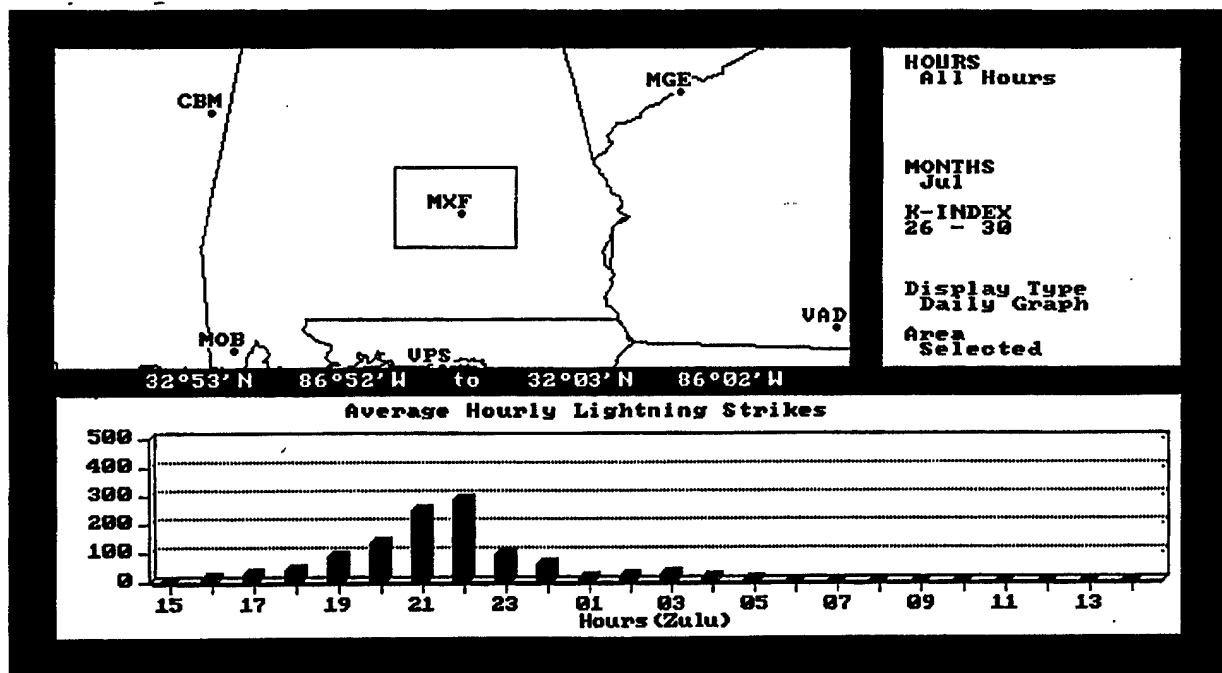 CBM
MGE
MXF
MOB
VPS
VAD
32°53'N 86°52'W to 32°03'N 86°02'W
HOURS
All Hours
MONTHS
Jul
K-INDEX
26 - 30
Display Type
Daily Graph
Area
Selected
Average Hourly Lightning Strikes
500
400
300
200
100
0
15 17 19 21 23 01 03 05 07 09 11 13
Hours(Zulu)